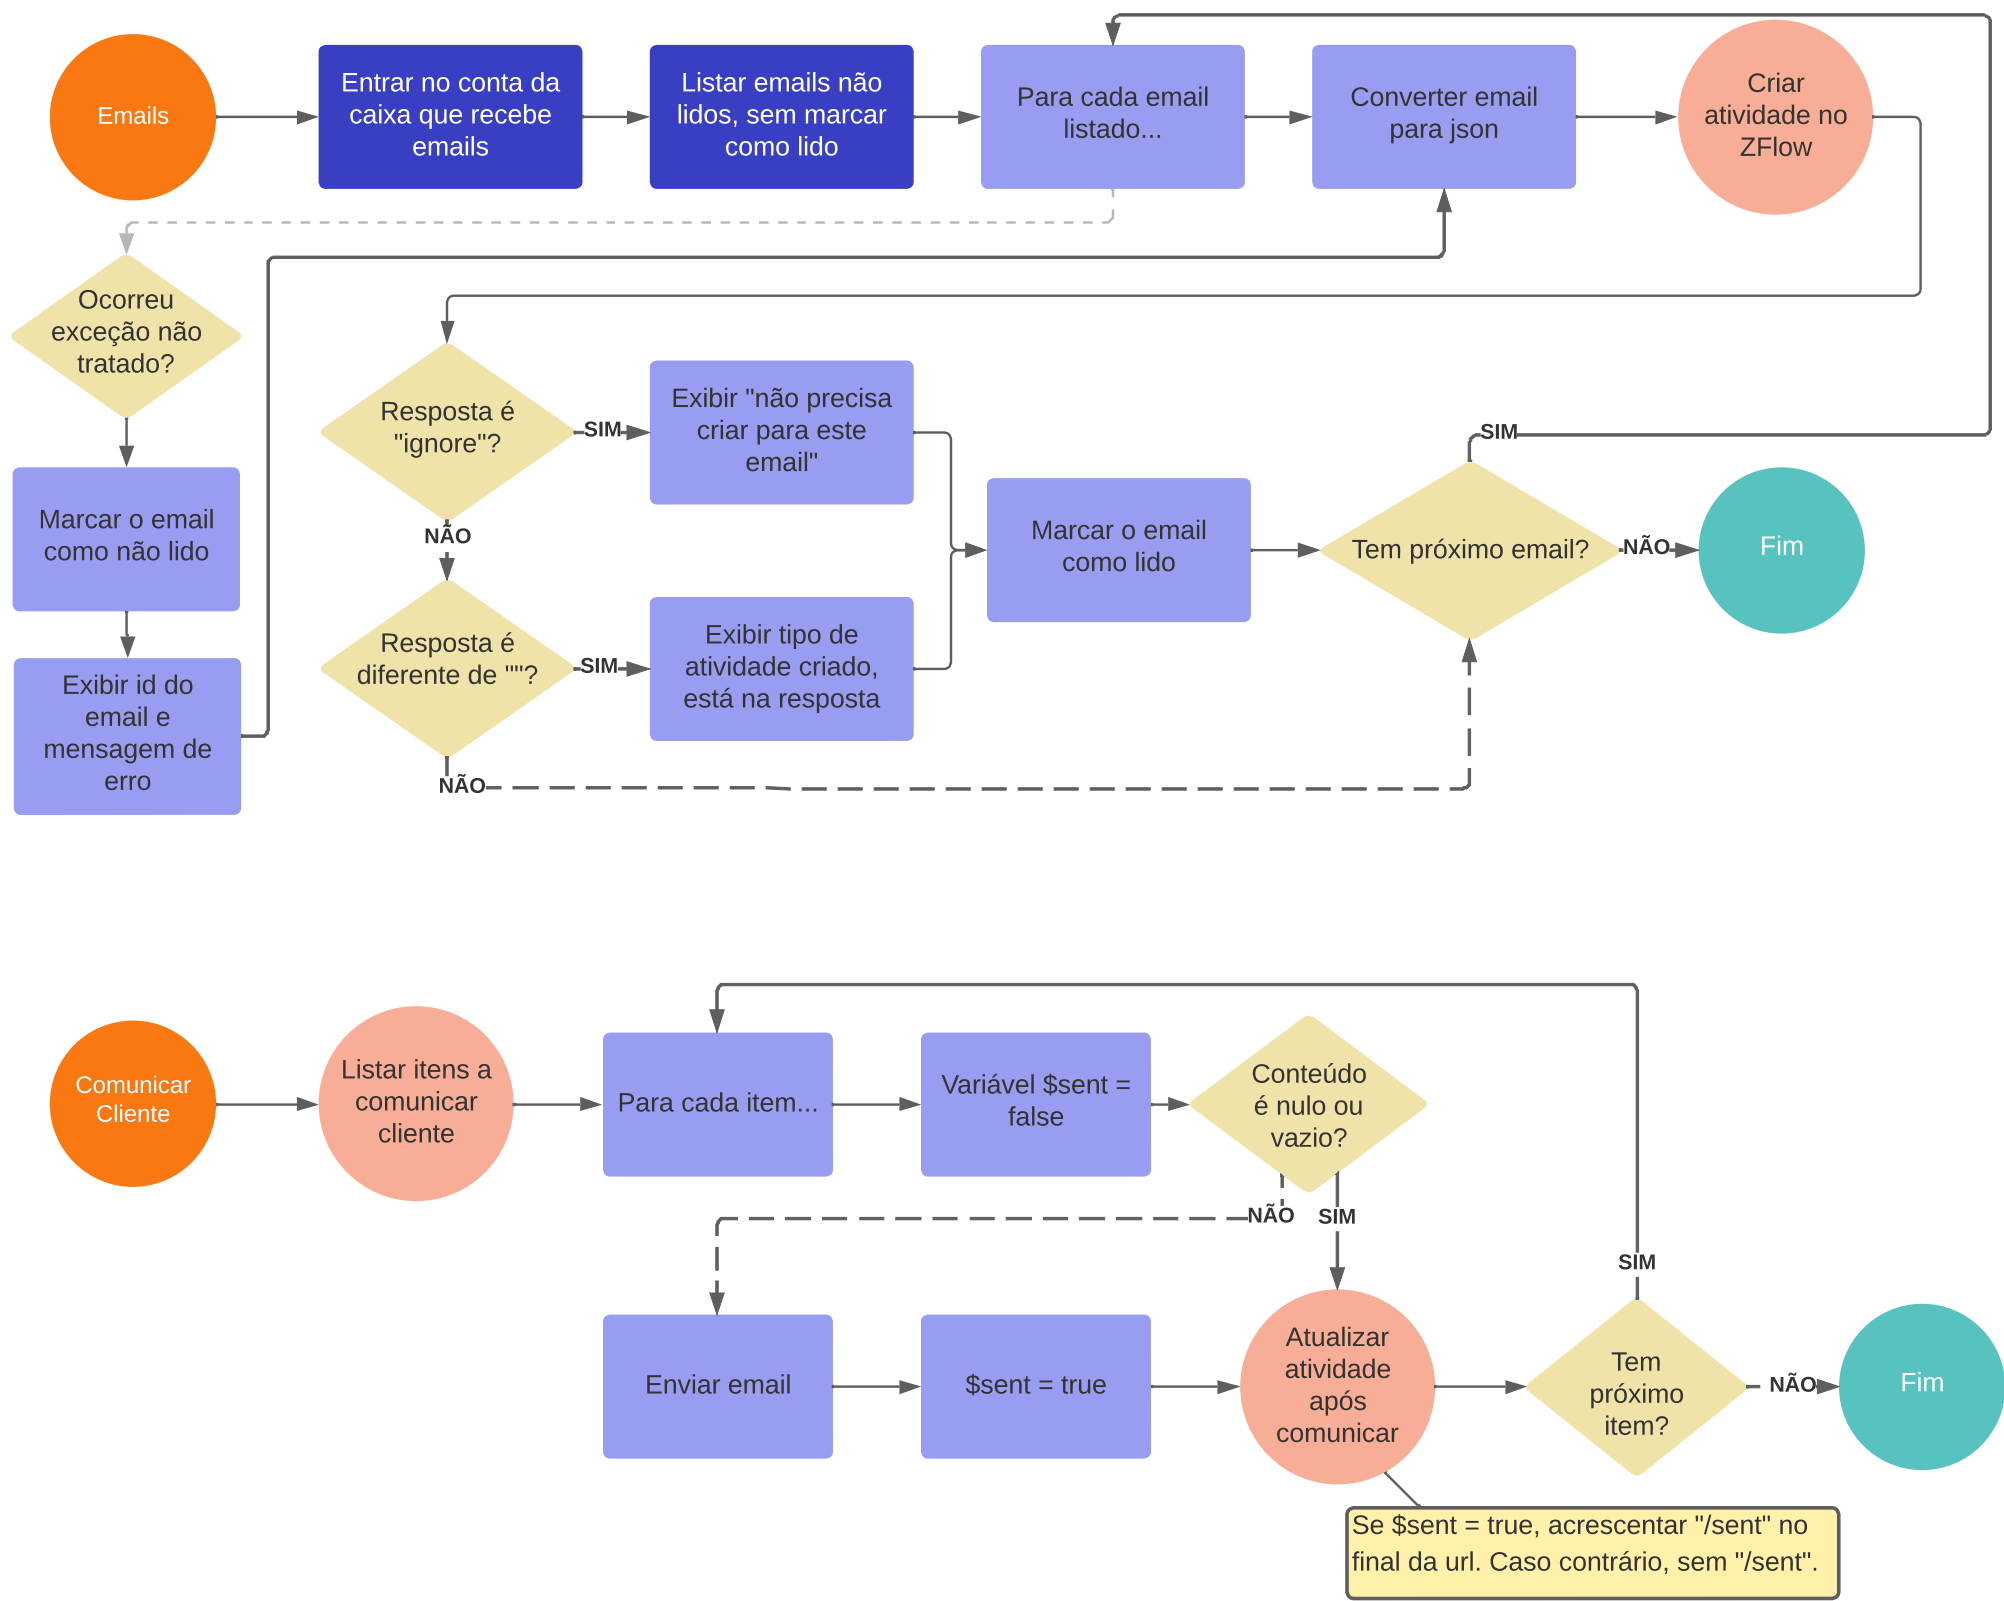 Emails
Entrar no conta da
caixa que recebe
emails
Listar emails não
lidos, sem marcar
como lido
Para cada email
listado...
Converter email
para json
Criar
atividade no
ZFlow
Ocorreu
exceção não
tratado?
Marcar o email
como não lido
Exibir id do
email e
mensagem de
erro
Resposta é
"ignore"?
SIM
Exibir "não precisa
criar para este
email"
NÃO
Resposta é
diferente de ""?
SIM
Exibir tipo de
atividade criado,
está na resposta
NÃO
Marcar o email
como lido
Tem próximo email?
SIM
NÃO
Fim
Comunicar
Cliente
Listar itens a
comunicar
cliente
Para cada item...
Variável $sent =
false
Conteúdo
é nulo ou
vazio?
NÃO
SIM
Enviar email
$sent = true
Atualizar
atividade
após
comunicar
Tem
próximo
item?
SIM
NÃO
Fim
Se $sent = true, acrescentar "/sent" no
final da url. Caso contrário, sem "/sent".